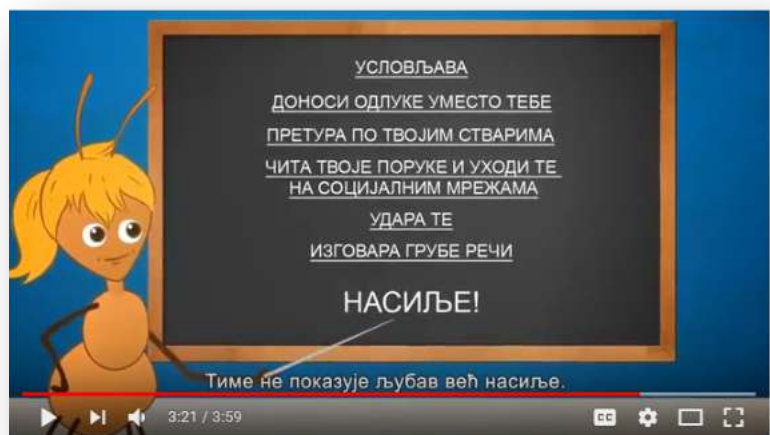 УСЛОВЉАВА
ДОНОСИ ОДЛУКЕ УМЕСТО ТЕБЕ
ПРЕТУРА ПО ТВОЈИМ СТВАРИМА
ЧИТА ТВОЈЕ ПОРУКЕ И УХОДИ ТЕ
НА СОЦИЈАЛНИМ МРЕЖАМА
УДАРА ТЕ
ИЗГОВАРА ГРУБЕ РЕЧИ
НАСИЉЕ!
Тиме не показује љубав већ насиље.
3:21 / 3:59
CC